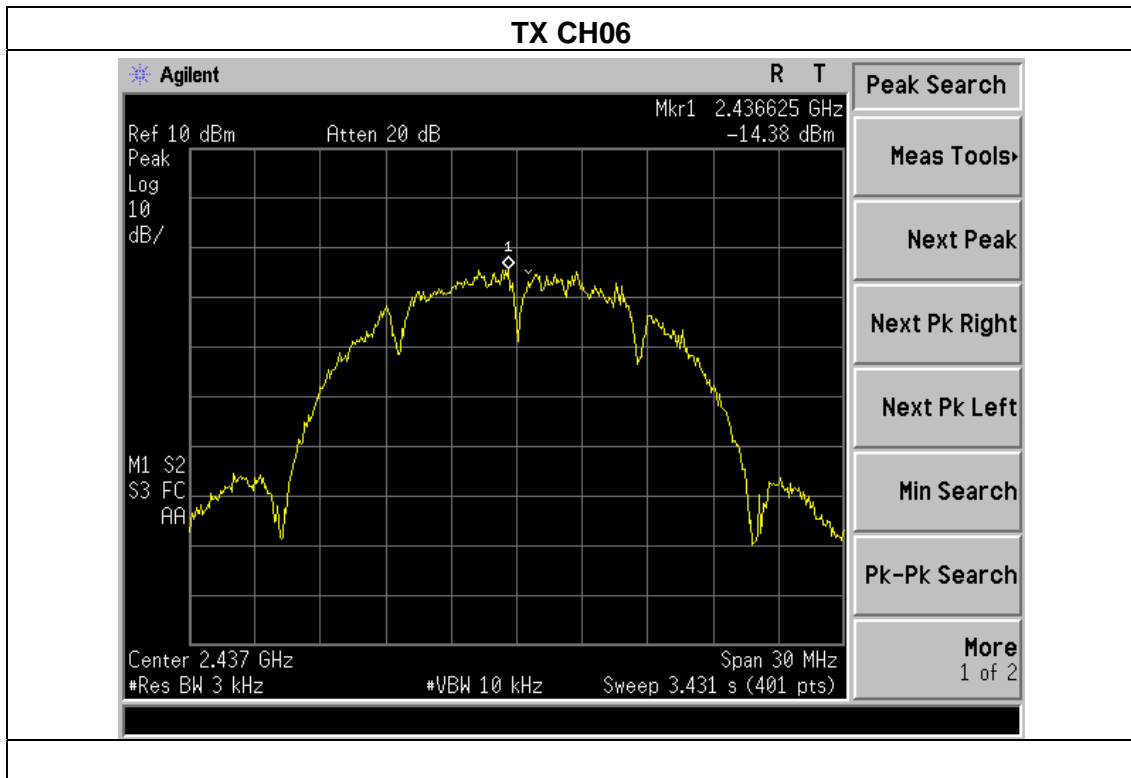 TX CH06
Agilent R T
Mkr1 2.436625 GHz
Ref 10 dBm Atten 20 dB -14.38 dBm
Peak
Log
10
dB/
1
M1 S2
S3 FC
AA
Center 2.437 GHz Span 30 MHz
#Res BW 3 kHz #VBW 10 kHz Sweep 3.431 s (401 pts)
Peak Search
Meas Tools
Next Peak
Next Pk Right
Next Pk Left
Min Search
Pk-Pk Search
More
1 of 2